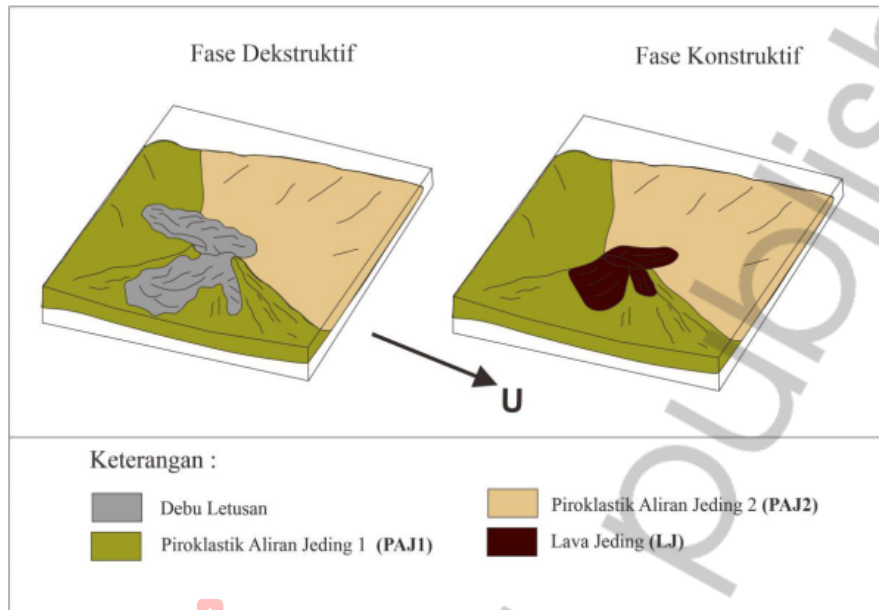 Fase Dekstruktif
Fase Konstruktif
U
Keterangan :
Debu Letusan
Piroklastik Aliran Jeding 1 (PAJ1)
Piroklastik Aliran Jeding 2 (PAJ2)
Lava Jeding (LJ)
publish